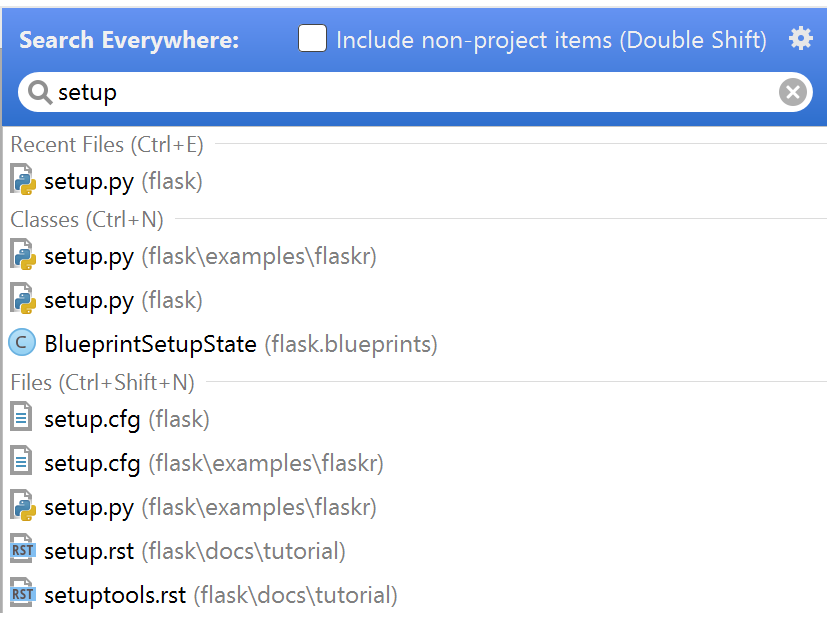 Search Everywhere: Include non-project items (Double Shift)
setup
Recent Files (Ctrl+E)
setup.py (flask)
Classes (Ctrl+N)
setup.py (flask\examples\flaskr)
setup.py (flask)
C BlueprintSetupState (flask.blueprints)
Files (Ctrl+Shift+N)
setup.cfg (flask)
setup.cfg (flask\examples\flaskr)
setup.py (flask\examples\flaskr)
RST setup.rst (flask\docs\tutorial)
RST setuptools.rst (flask\docs\tutorial)